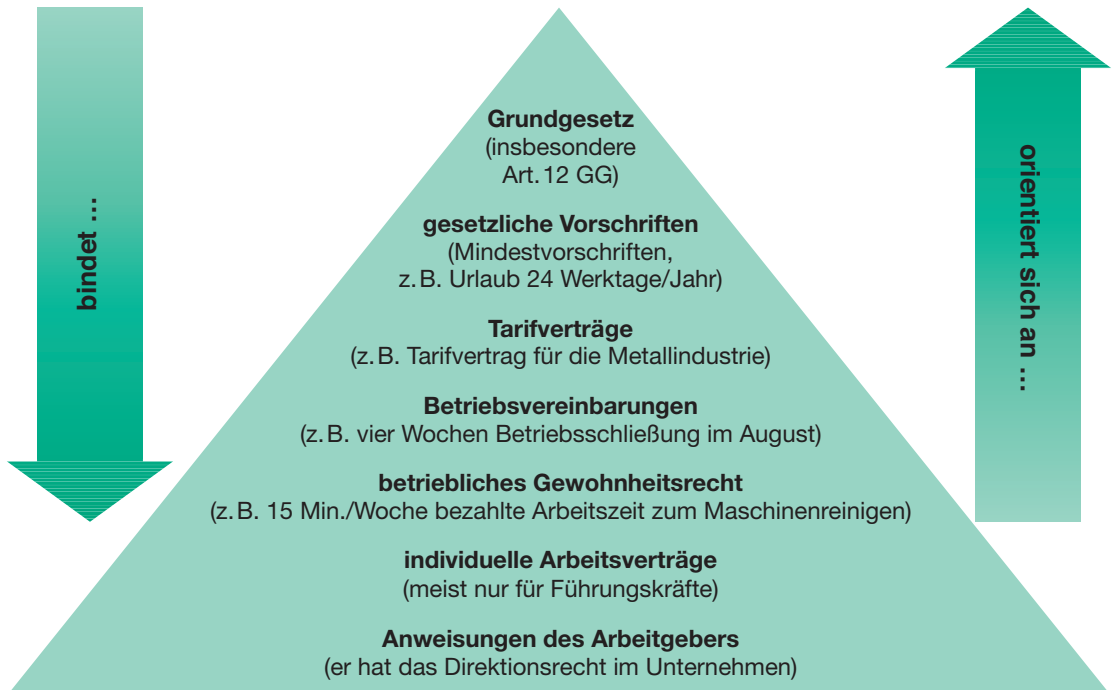 bindet ...
Grundgesetz
(insbesondere
Art. 12 GG)
gesetzliche Vorschriften
(Mindestvorschriften,
z. B. Urlaub 24 Werktage/Jahr)
Tarifverträge
(z. B. Tarifvertrag für die Metallindustrie)
Betriebsvereinbarungen
(z. B. vier Wochen Betriebsschließung im August)
betriebliches Gewohnheitsrecht
(z. B. 15 Min./Woche bezahlte Arbeitszeit zum Maschinenreinigen)
individuelle Arbeitsverträge
(meist nur für Führungskräfte)
Anweisungen des Arbeitgebers
(er hat das Direktionsrecht im Unternehmen)
orientiert sich an ...